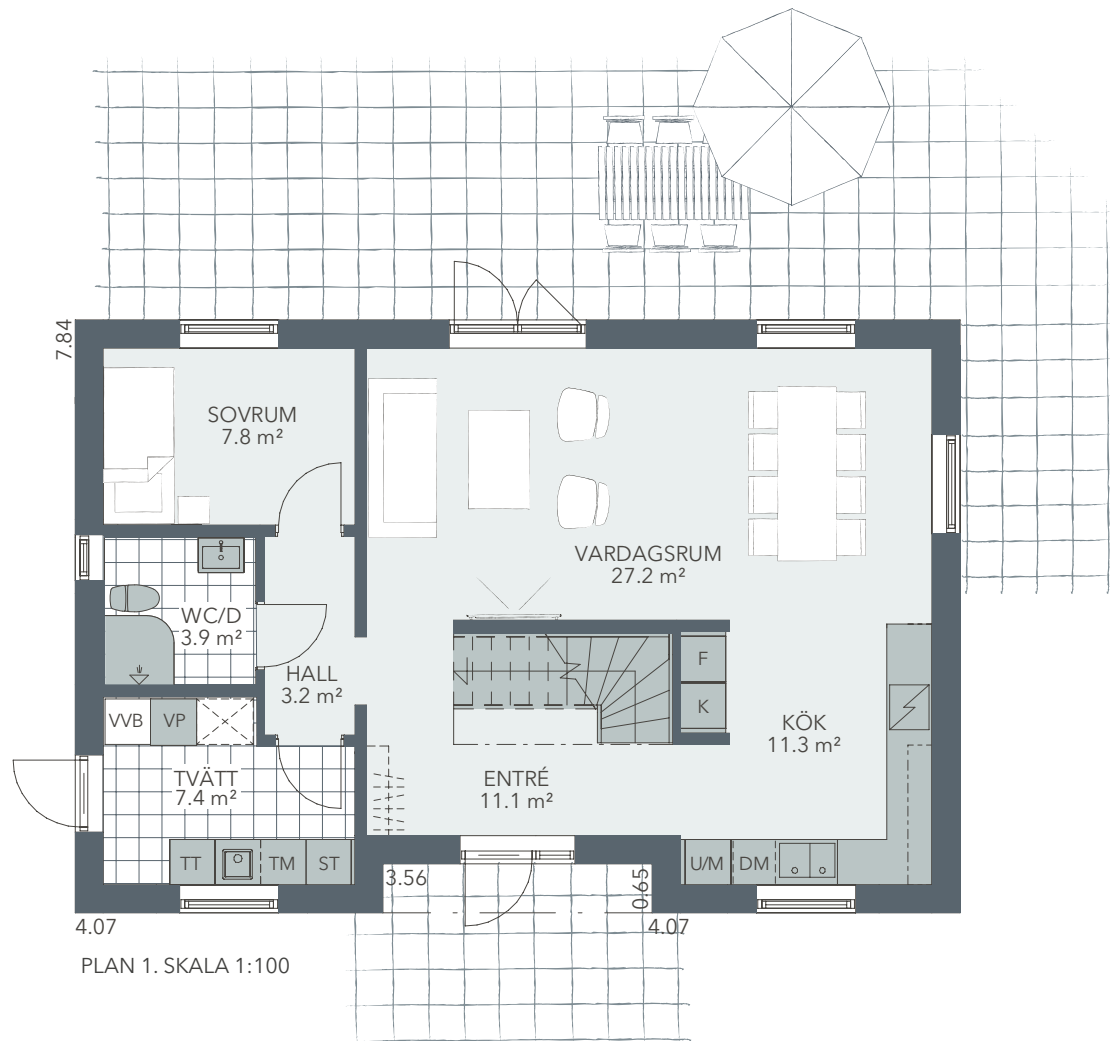 7.84
SOVRUM
7.8 m²
VARDAGSRUM
27.2 m²
WC/D
3.9 m²
HALL
3.2 m²
F
K
KÖK
11.3 m²
VVB
VP
TVÄTT
7.4 m²
ENTRÉ
11.1 m²
TT
TM
ST
U/M
DM
3.56
0.65
4.07
4.07
PLAN 1. SKALA 1:100